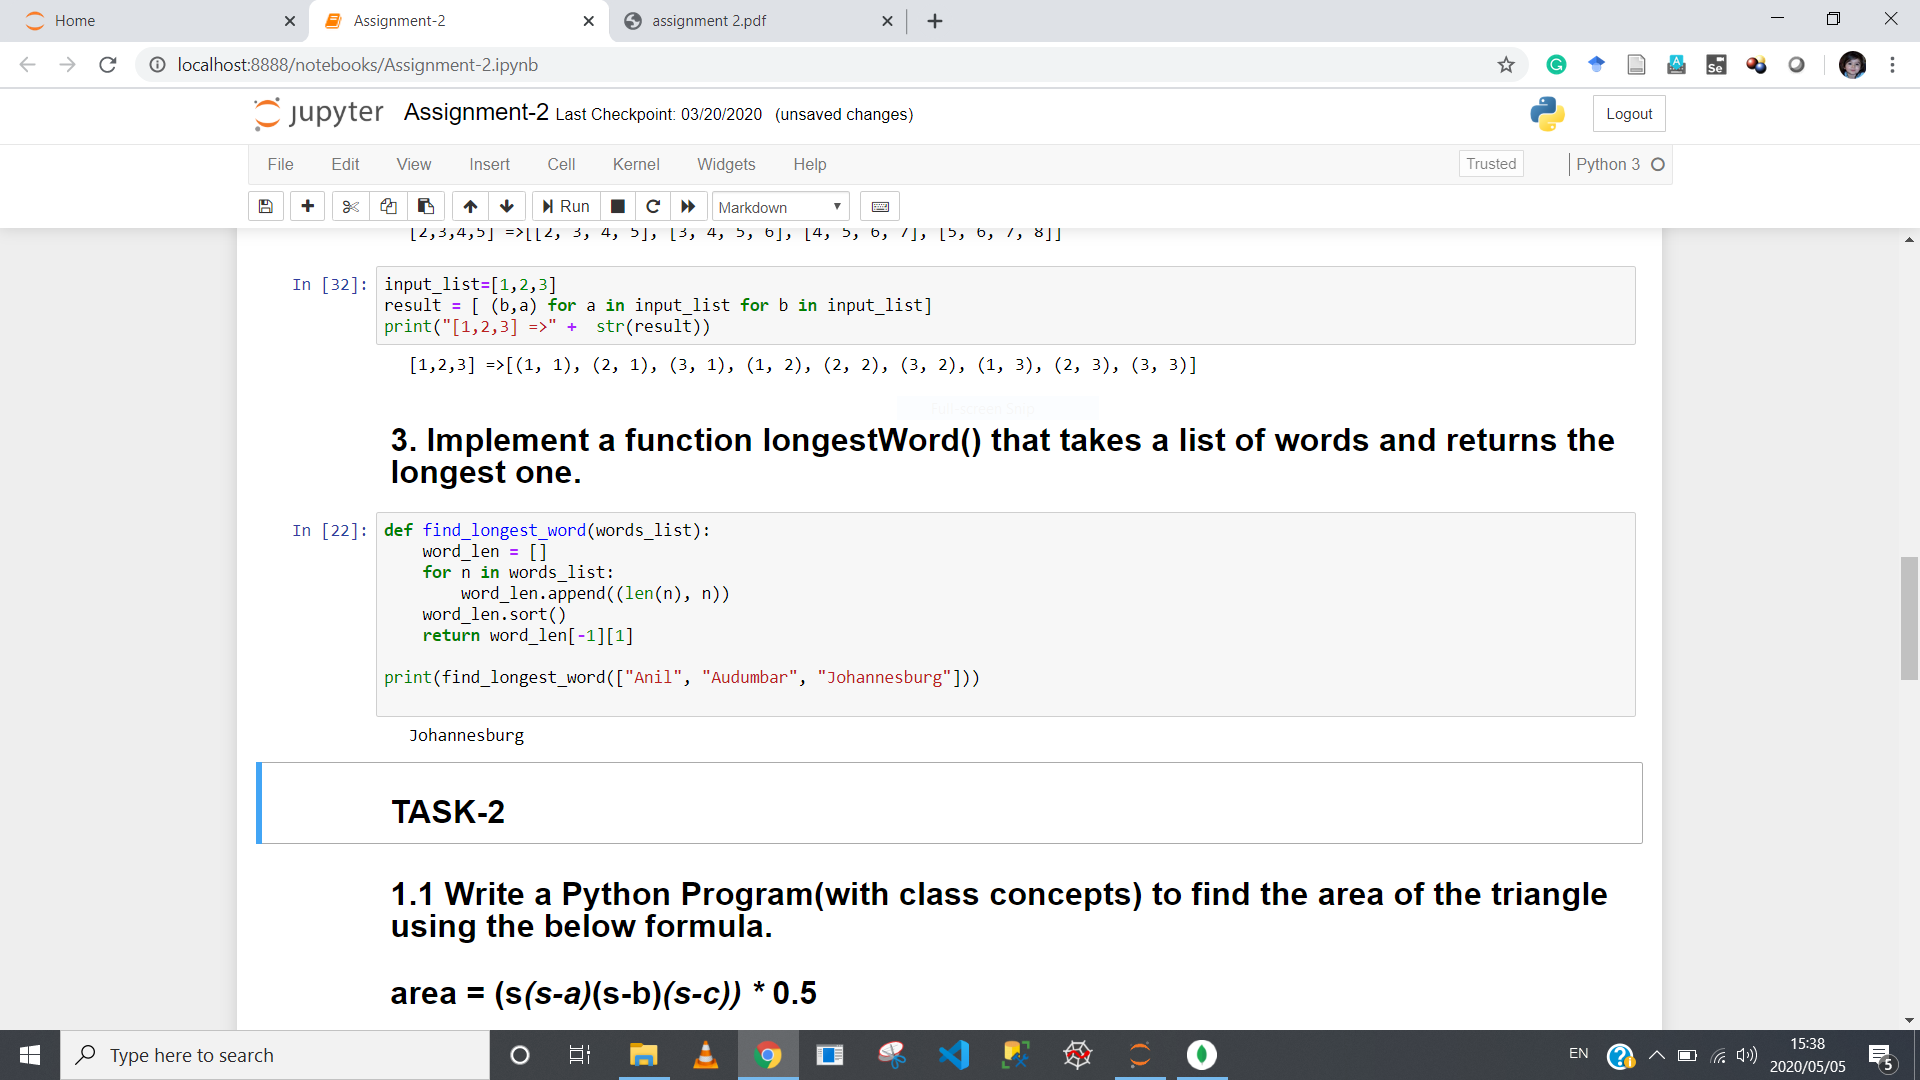 Home
Assignment-2
assignment 2.pdf
localhost:8888/notebooks/Assignment-2.ipynb
jupyter Assignment-2 Last Checkpoint: 03/20/2020 (unsaved changes)
Logout
File Edit View Insert Cell Kernel Widgets Help
Trusted
Python 3
Run
Markdown
[2,3,4,5] =>[[2, 3, 4, 5], [3, 4, 5, 6], [4, 5, 6, 7], [5, 6, 7, 8]]
In [32]: input_list=[1,2,3]
result = [ (b,a) for a in input_list for b in input_list]
print("[1,2,3] =>" +  str(result))
[1,2,3] =>[(1, 1), (2, 1), (3, 1), (1, 2), (2, 2), (3, 2), (1, 3), (2, 3), (3, 3)]
Full-screen Snip
3. Implement a function longestWord() that takes a list of words and returns the
longest one.
In [22]: def find_longest_word(words_list):
    word_len = []
    for n in words_list:
        word_len.append((len(n), n))
    word_len.sort()
    return word_len[-1][1]
print(find_longest_word(["Anil", "Audumbar", "Johannesburg"]))
Johannesburg
TASK-2
1.1 Write a Python Program(with class concepts) to find the area of the triangle
using the below formula.
area = (s(s-a)(s-b)(s-c)) * 0.5
Type here to search
EN
15:38
2020/05/05
5